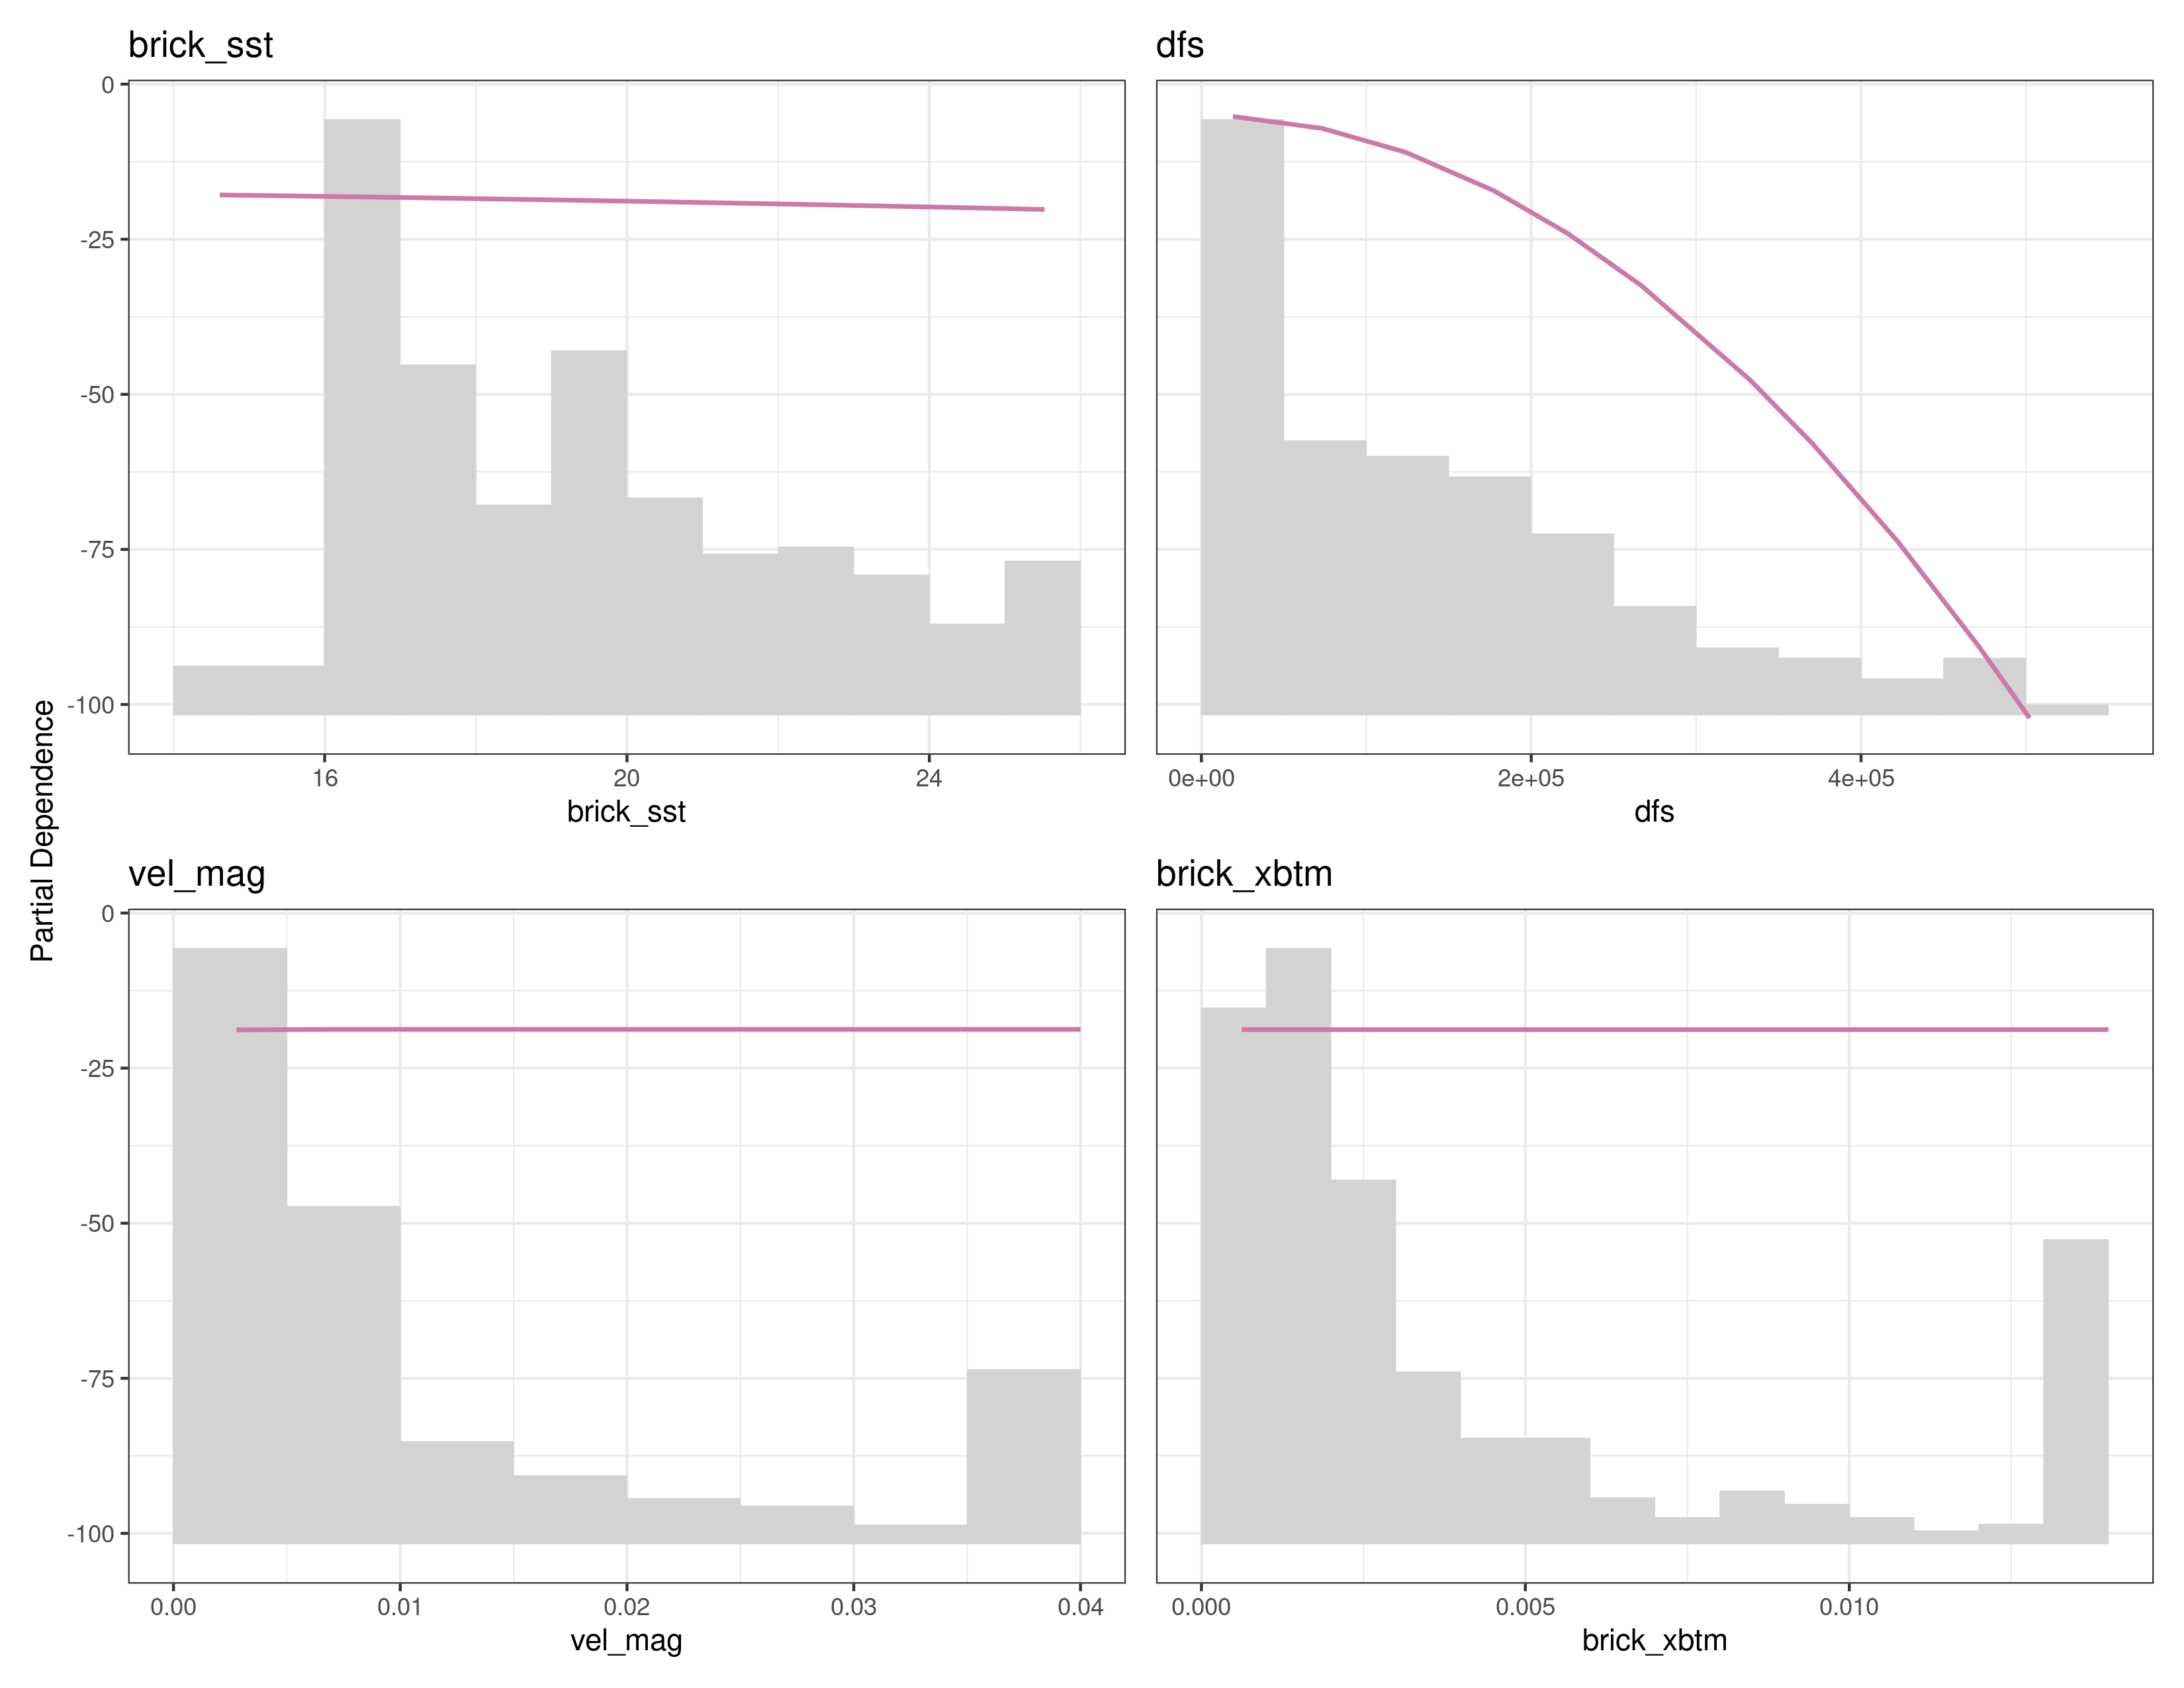 brick_sst
dfs
0
-25
-50
-75
-100
16 20 24
0e+00 2e+05 4e+05
brick_sst
dfs
Partial Dependence
vel_mag
brick_xbtm
0
-25
-50
-75
-100
0.00 0.01 0.02 0.03 0.04
0.000 0.005 0.010
vel_mag
brick_xbtm